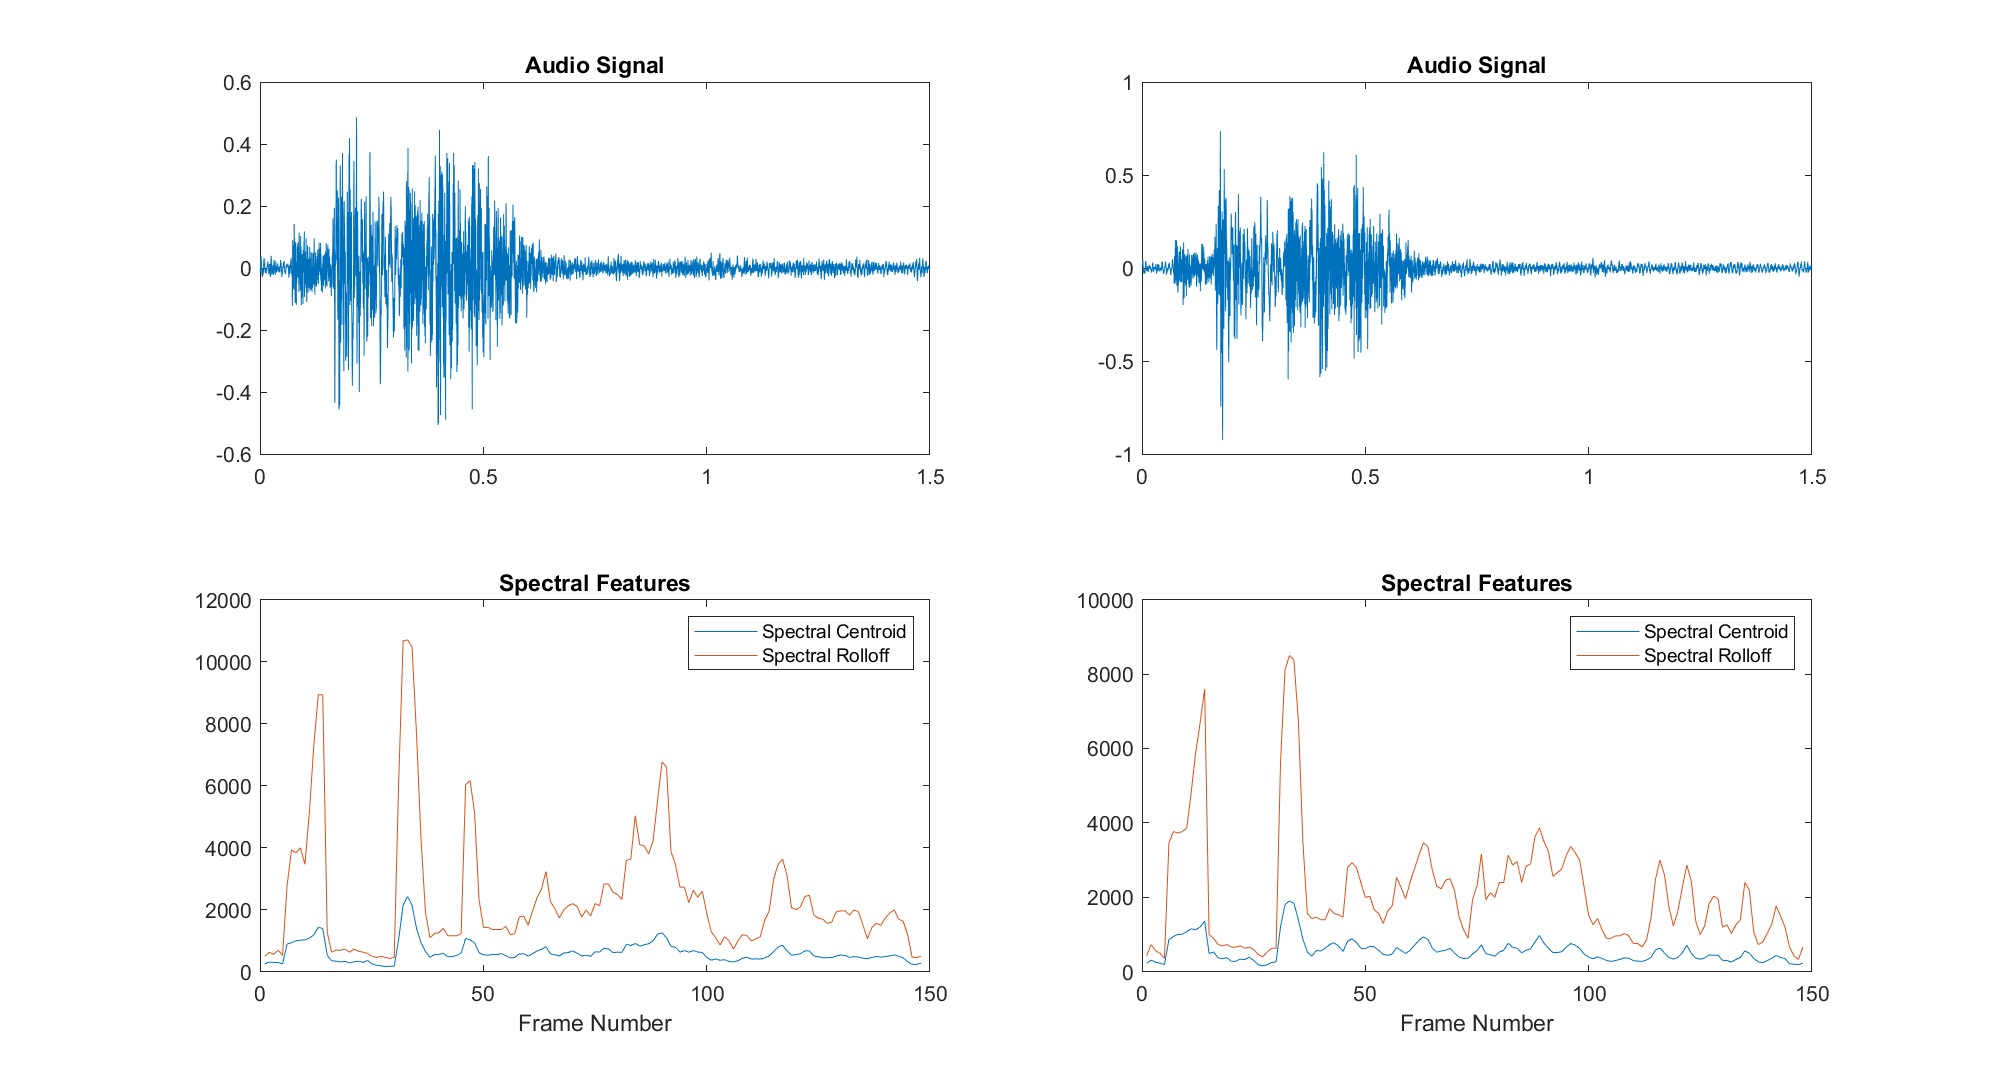 Audio Signal
0.6
0.4
0.2
0
-0.2
-0.4
-0.6
0 0.5 1 1.5
Audio Signal
1
0.5
0
-0.5
-1
0 0.5 1 1.5
Spectral Features
12000
10000
8000
6000
4000
2000
0
Spectral Centroid
Spectral Rolloff
0 50 100 150
Frame Number
Spectral Features
10000
8000
6000
4000
2000
0
Spectral Centroid
Spectral Rolloff
0 50 100 150
Frame Number